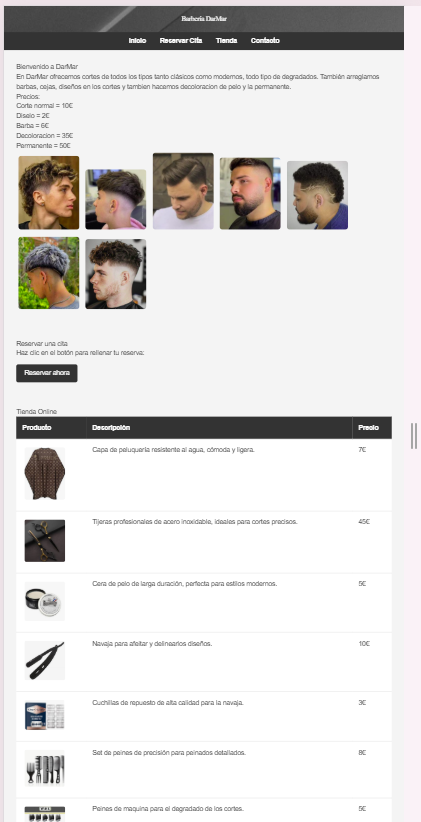 Barbería DarMar
Inicio Reservar Cita Tienda Contacto
Bienvenido a DarMar
En DarMar ofrecemos cortes de todos los tipos tanto clásicos como modernos, todo tipo de degradados. También arreglamos
barbas, cejas, diseños en los cortes y tambien hacemos decoloracion de pelo y la permanente.
Precios:
Corte normal = 10€
Diseño = 2€
Barba = 6€
Decoloracion = 35€
Permanente = 50€
Reservar una cita
Haz clic en el botón para rellenar tu reserva:
Reservar ahora
Tienda Online
Producto Descripción Precio
Capa de peluquería resistente al agua, cómoda y ligera. 7€
Tijeras profesionales de acero inoxidable, ideales para cortes precisos. 45€
Cera de pelo de larga duración, perfecta para estilos modernos. 5€
Navaja para afeitar y delinearlos diseños. 10€
Cuchillas de repuesto de alta calidad para la navaja. 3€
Set de peines de precisión para peinados detallados. 8€
Peines de maquina para el degradado de los cortes. 5€